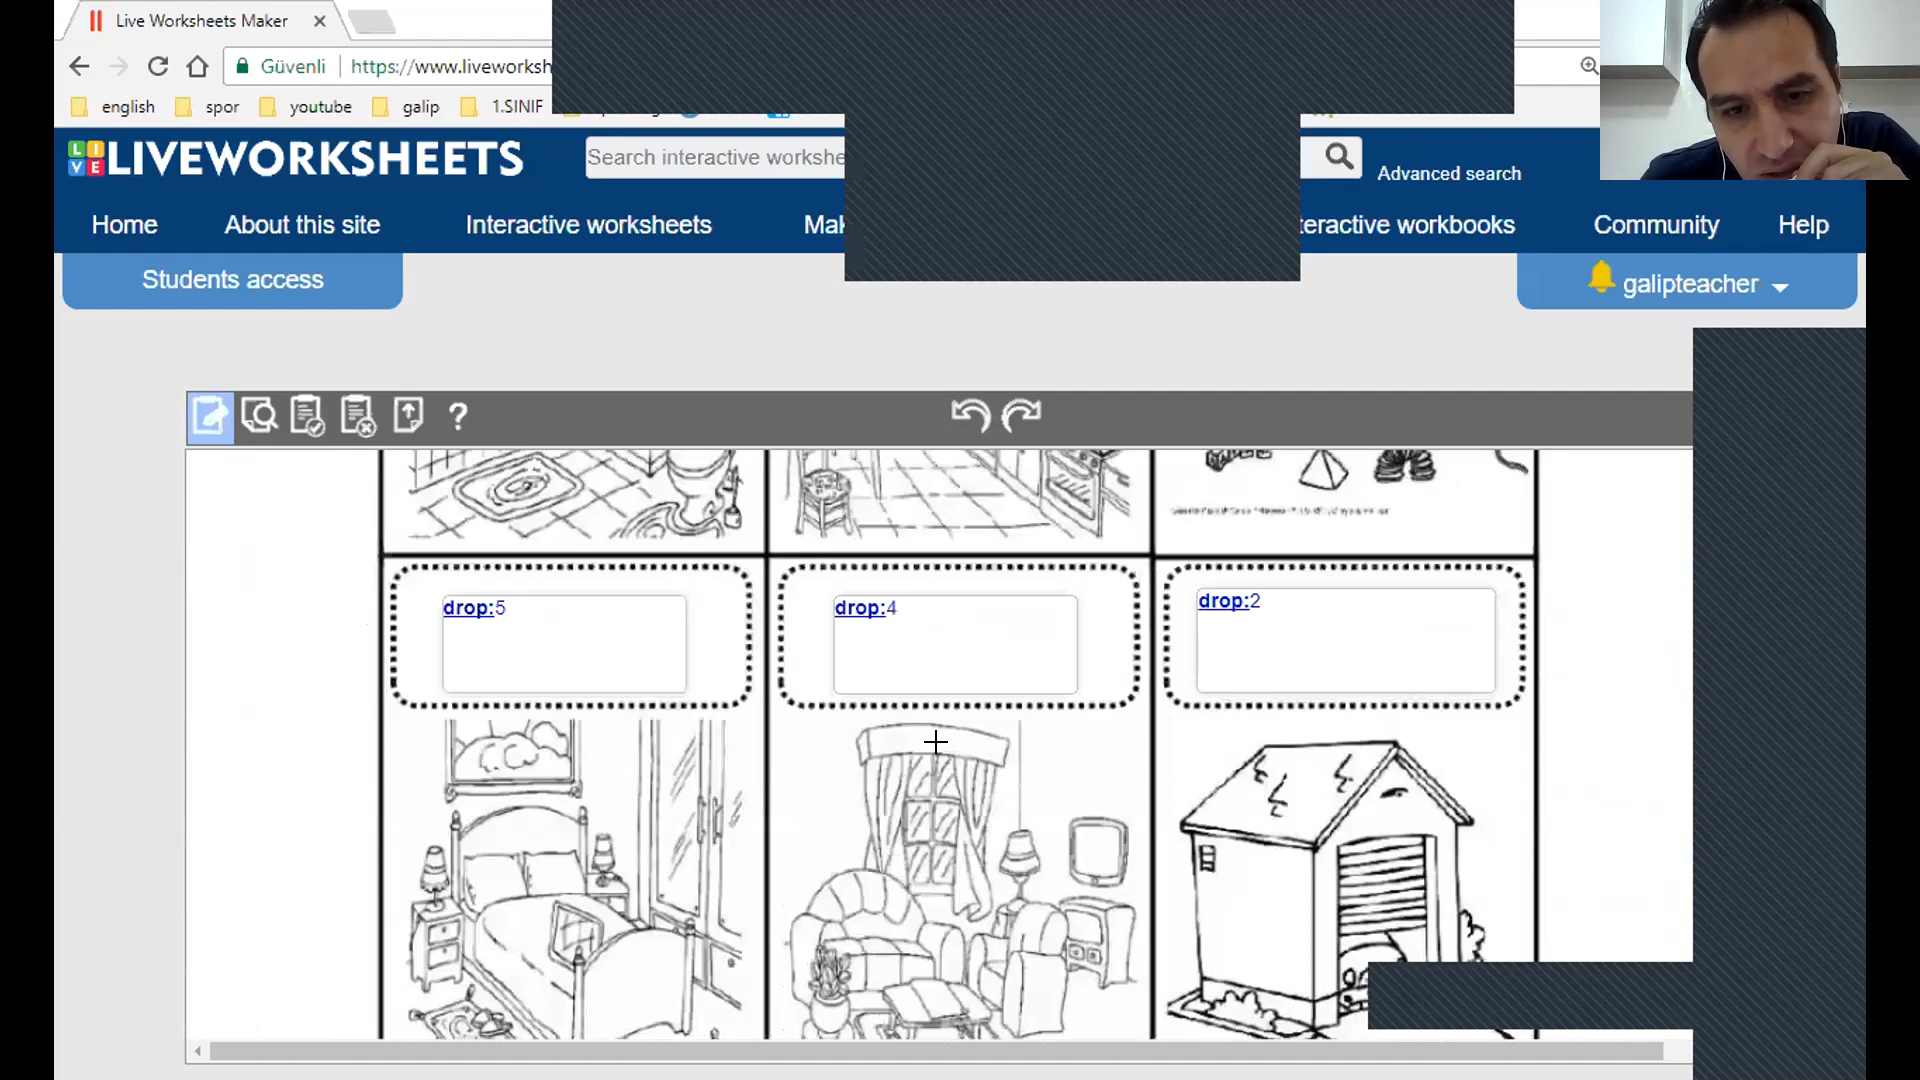 Live Worksheets Maker
Güvenli https://www.liveworksh
english spor youtube galip 1.SINIF
LIVE LIVEWORKSHEETS Search interactive workshe Advanced search
Home About this site Interactive worksheets Mak teractive workbooks Community Help
Students access galipteacher
?
drop:5 drop:4 drop:2